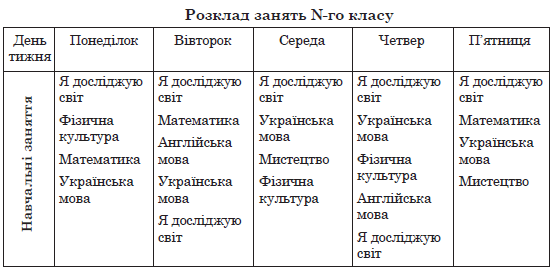 Розклад занять N-го класу
День
тижня
Понеділок
Вівторок
Середа
Четвер
П’ятниця
Навчальні заняття
Я досліджую
світ
Фізична
культура
Математика
Українська
мова
Я досліджую
світ
Математика
Англійська
мова
Українська
мова
Я досліджую
світ
Я досліджую
світ
Українська
мова
Мистецтво
Фізична
культура
Я досліджую
світ
Українська
мова
Фізична
культура
Англійська
мова
Я досліджую
світ
Я досліджую
світ
Математика
Українська
мова
Мистецтво